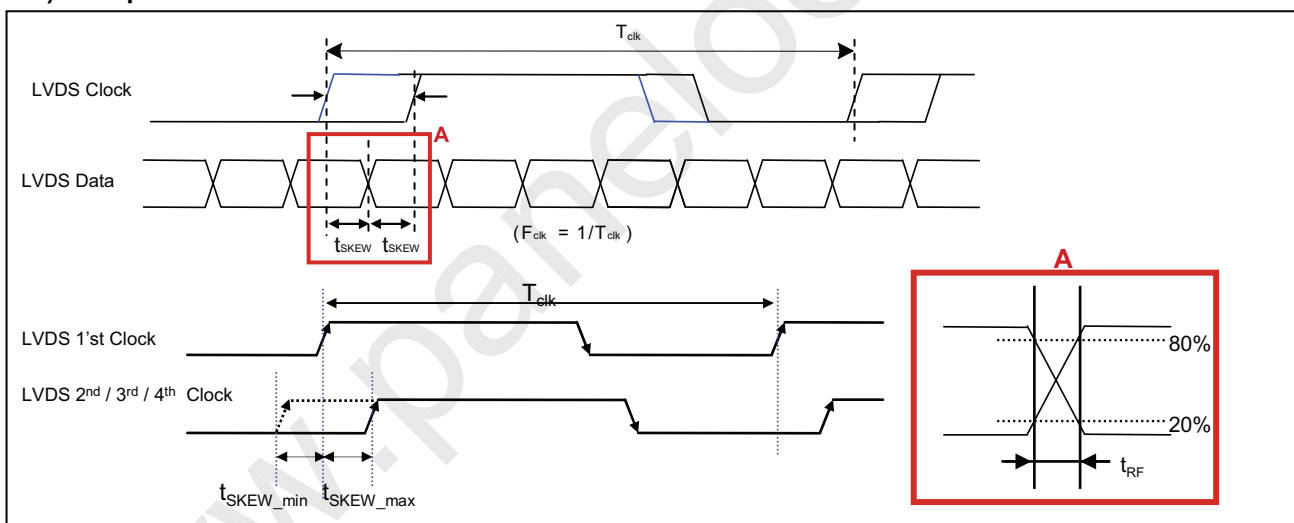 Tclk
LVDS Clock
A
LVDS Data
tSKEW tSKEW
(Fclk = 1/Tclk)
A
Tclk
LVDS 1'st Clock
80%
LVDS 2nd / 3rd / 4th Clock
20%
tRF
tSKEW_min tSKEW_max